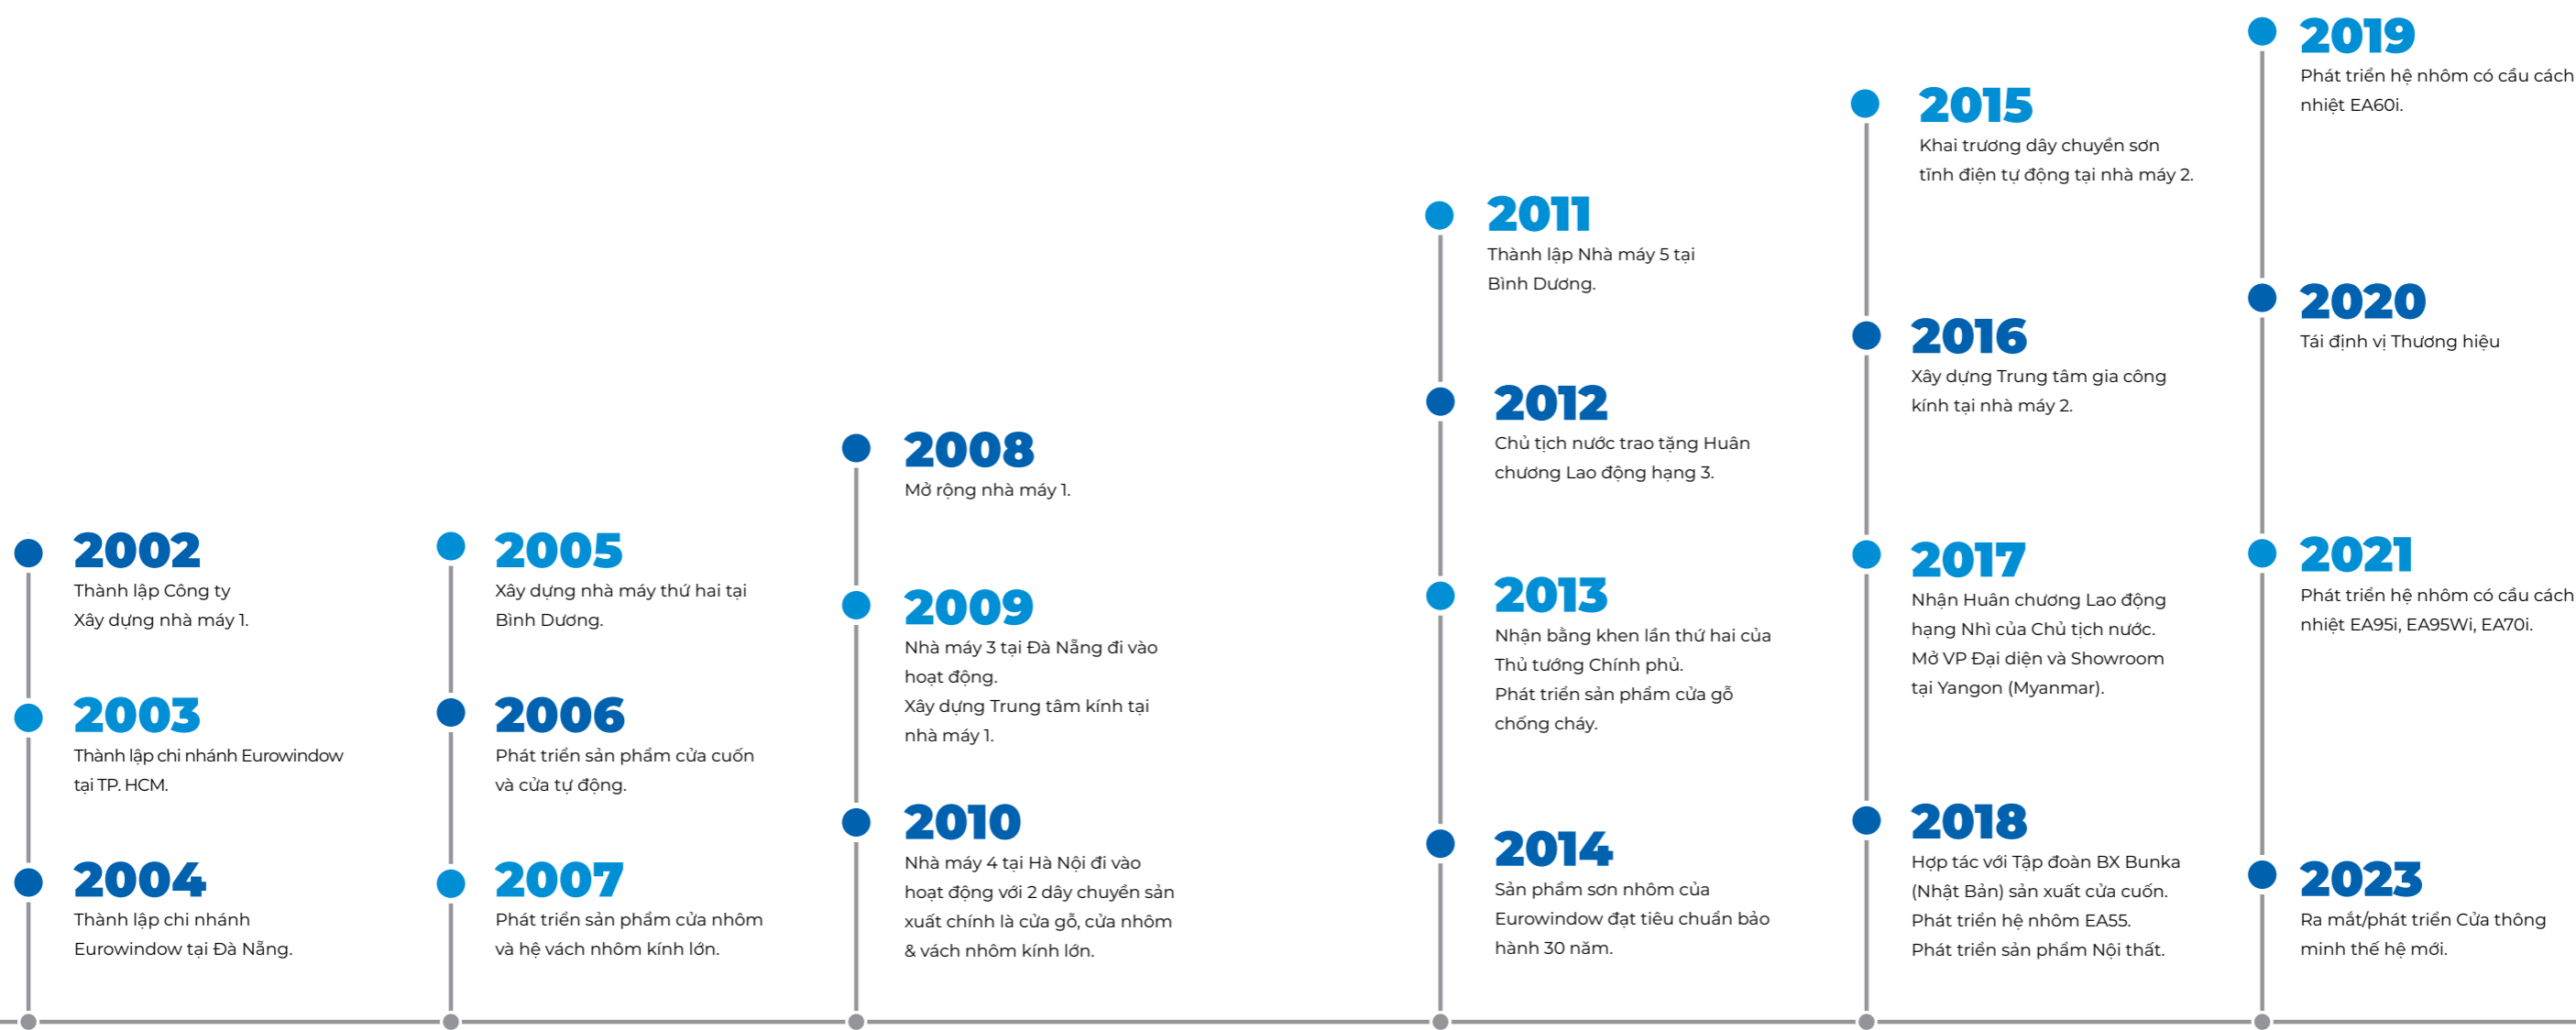 2002
Thành lập Công ty
Xây dựng nhà máy 1.
2003
Thành lập chi nhánh Eurowindow
tại TP. HCM.
2004
Thành lập chi nhánh
Eurowindow tại Đà Nẵng.
2005
Xây dựng nhà máy thứ hai tại
Bình Dương.
2006
Phát triển sản phẩm cửa cuốn
và cửa tự động.
2007
Phát triển sản phẩm cửa nhôm
và hệ vách nhôm kính lớn.
2008
Mở rộng nhà máy 1.
2009
Nhà máy 3 tại Đà Nẵng đi vào
hoạt động.
Xây dựng Trung tâm kính tại
nhà máy 1.
2010
Nhà máy 4 tại Hà Nội đi vào
hoạt động với 2 dây chuyền sản
xuất chính là cửa gỗ, cửa nhôm
& vách nhôm kính lớn.
2011
Thành lập Nhà máy 5 tại
Bình Dương.
2012
Chủ tịch nước trao tặng Huân
chương Lao động hạng 3.
2013
Nhận bằng khen lần thứ hai của
Thủ tướng Chính phủ.
Phát triển sản phẩm cửa gỗ
chống cháy.
2014
Sản phẩm sơn nhôm của
Eurowindow đạt tiêu chuẩn bảo
hành 30 năm.
2015
Khai trương dây chuyền sơn
tĩnh điện tự động tại nhà máy 2.
2016
Xây dựng Trung tâm gia công
kính tại nhà máy 2.
2017
Nhận Huân chương Lao động
hạng Nhì của Chủ tịch nước.
Mở VP Đại diện và Showroom
tại Yangon (Myanmar).
2018
Hợp tác với Tập đoàn BX Bunka
(Nhật Bản) sản xuất cửa cuốn.
Phát triển hệ nhôm EA55.
Phát triển sản phẩm Nội thất.
2019
Phát triển hệ nhôm có cầu cách
nhiệt EA60i.
2020
Tái định vị Thương hiệu
2021
Phát triển hệ nhôm có cầu cách
nhiệt EA95i, EA95Wi, EA70i.
2023
Ra mắt/phát triển Cửa thông
minh thế hệ mới.